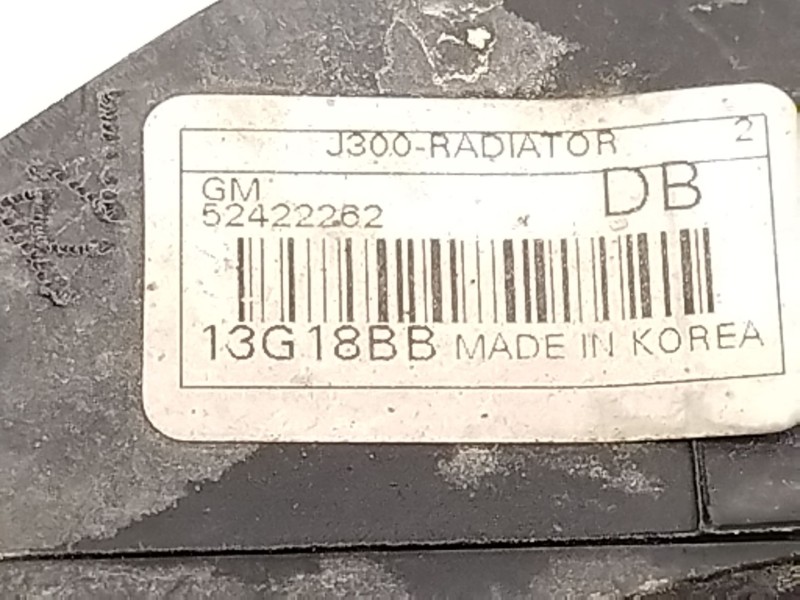 J300-RADIATOR 2
GM DB
52422262
13G18BB MADE IN KOREA